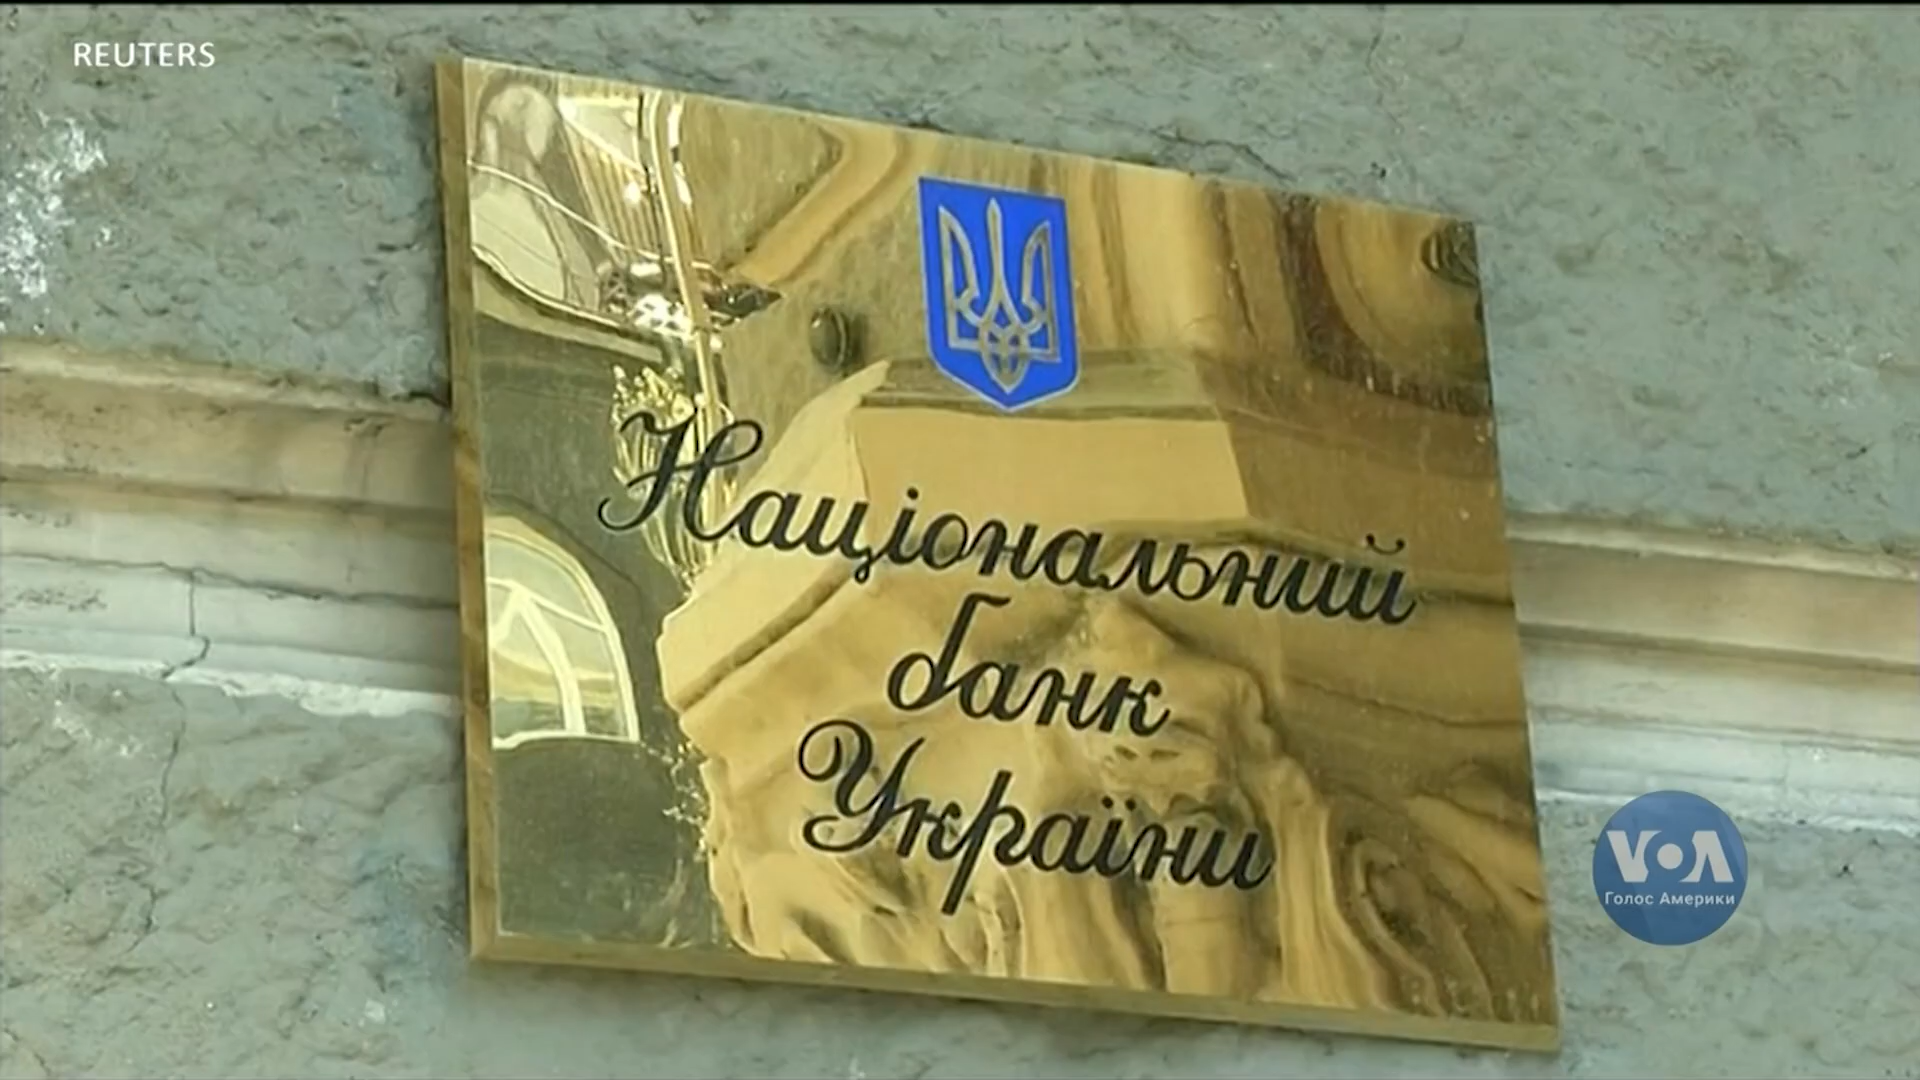 REUTERS
Національний
банк
України
VOA
Голос Америки